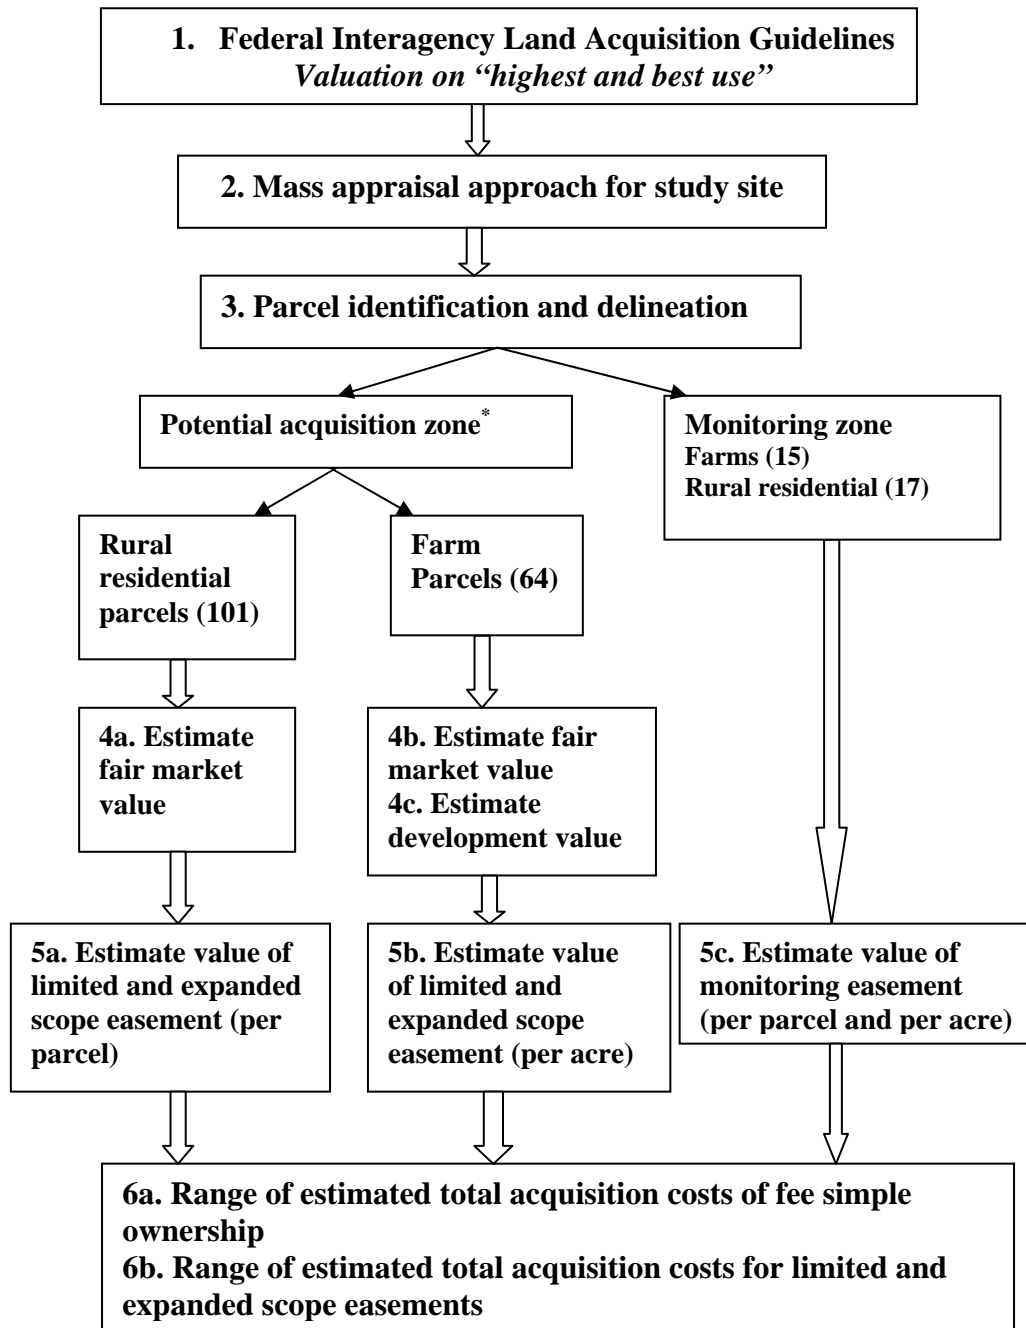 1. Federal Interagency Land Acquisition Guidelines
Valuation on “highest and best use”
2. Mass appraisal approach for study site
3. Parcel identification and delineation
Potential acquisition zone*
Monitoring zone
Farms (15)
Rural residential (17)
Rural
residential
parcels (101)
Farm
Parcels (64)
4a. Estimate
fair market
value
4b. Estimate fair
market value
4c. Estimate
development value
5a. Estimate value of
limited and expanded
scope easement (per
parcel)
5b. Estimate value
of limited and
expanded scope
easement (per acre)
5c. Estimate value of
monitoring easement
(per parcel and per acre)
6a. Range of estimated total acquisition costs of fee simple
ownership
6b. Range of estimated total acquisition costs for limited and
expanded scope easements